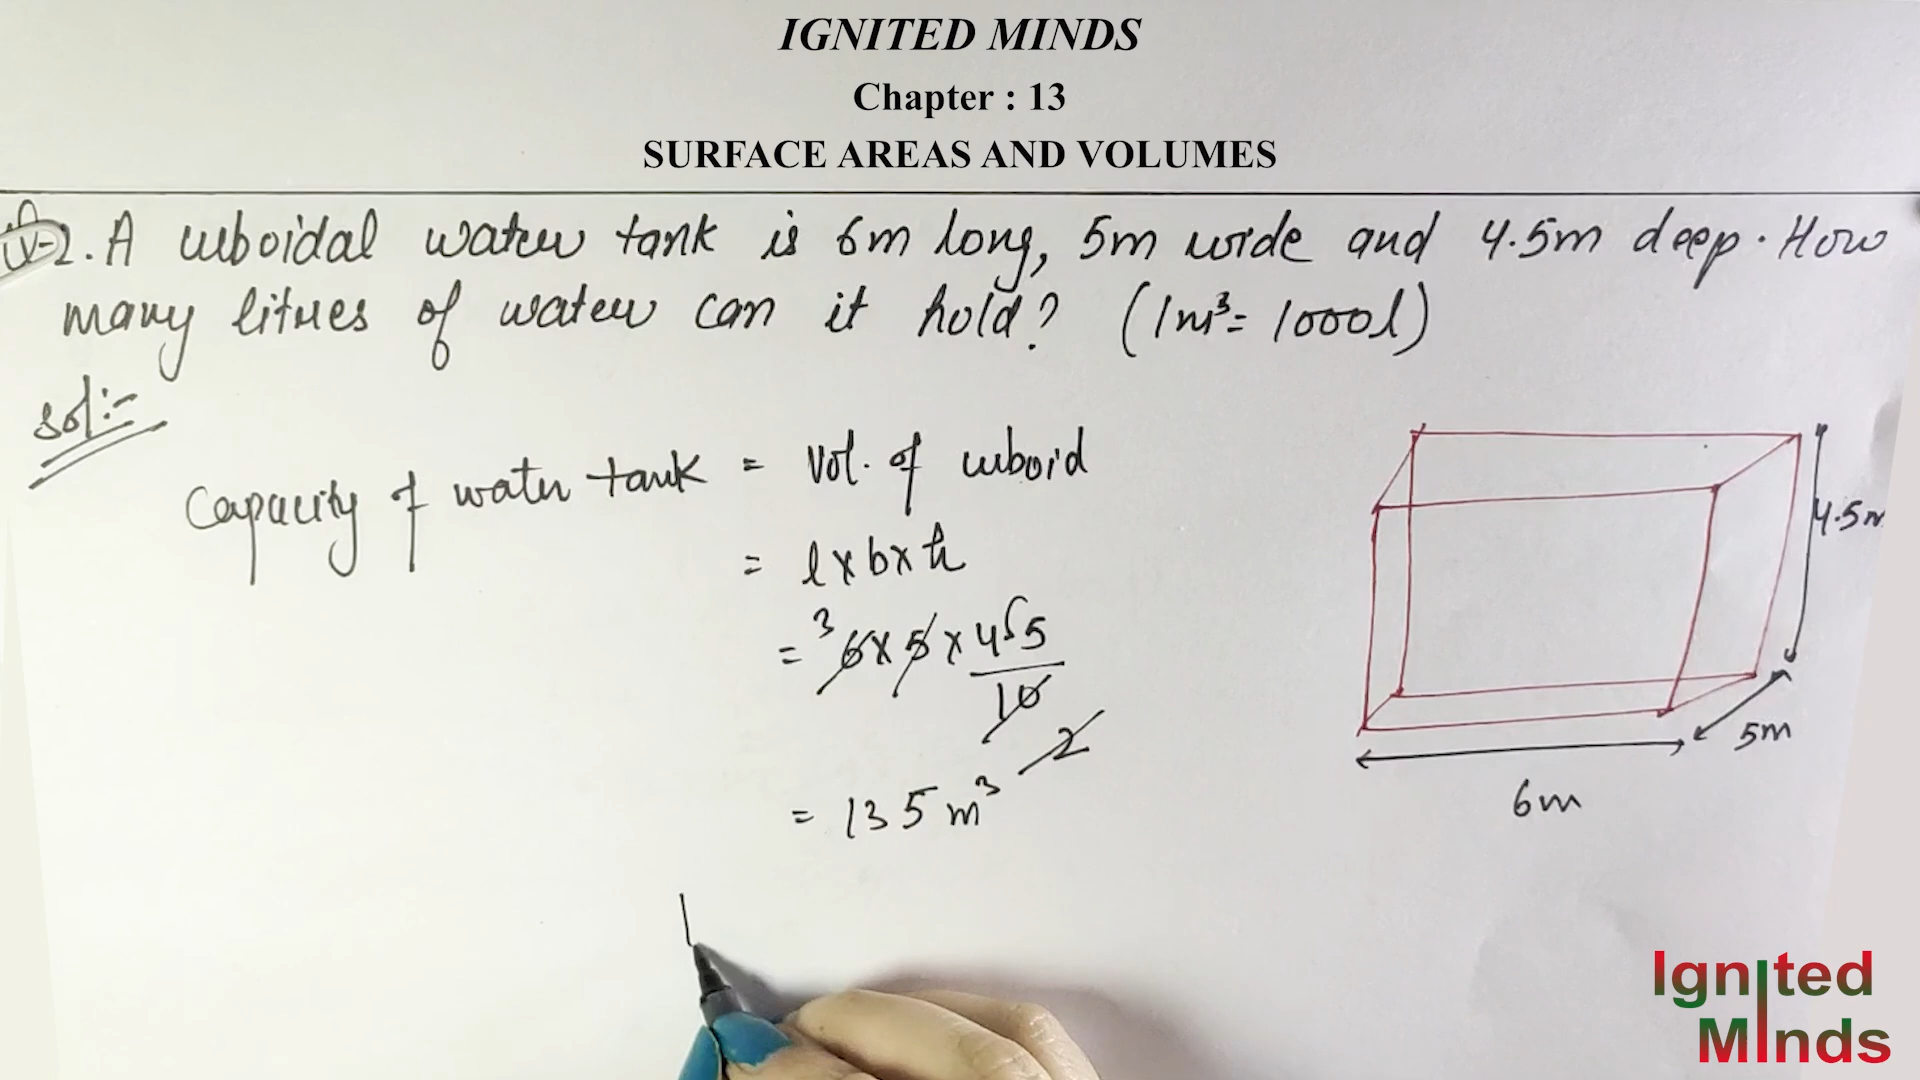 IGNITED MINDS
Chapter : 13
SURFACE AREAS AND VOLUMES
Q-2. A cuboidal water tank is 6m long, 5m wide and 4.5m deep. How
many litres of water can it hold? (1m³= 1000l)
Sol:-
Capacity of water tank = Vol. of cuboid
= l x b x h
= ³ 6 x 5 x 45/10
2
= 135 m³
4.5m
5m
6m
Ignited
Minds